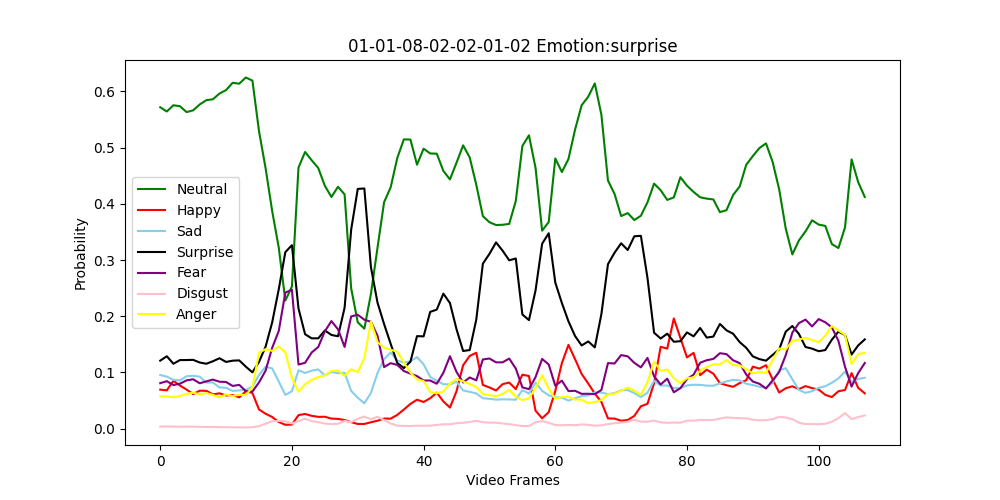 01-01-08-02-02-01-02 Emotion:surprise
Probability
0.6
0.5
0.4
0.3
0.2
0.1
0.0
Neutral
Happy
Sad
Surprise
Fear
Disgust
Anger
0 20 40 60 80 100
Video Frames